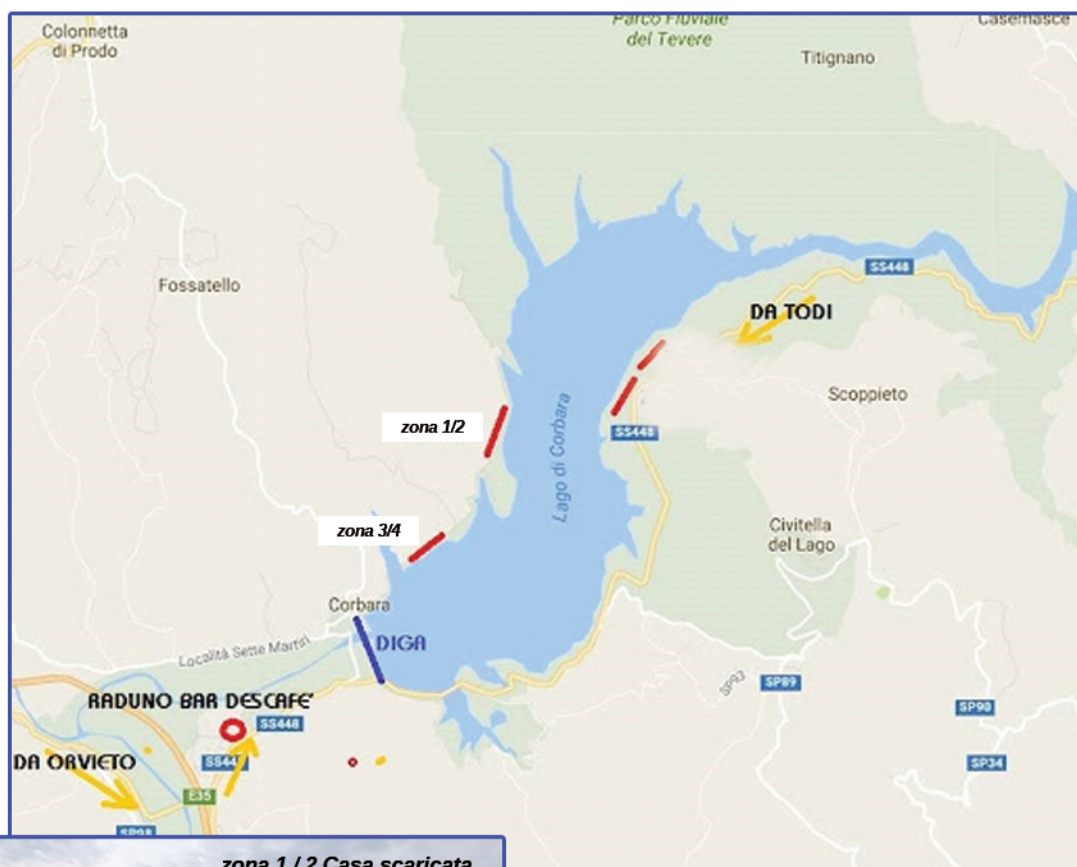 Parco Fluviale
del Tevere
Casemasce
Colonnetta
di Prodo
Titignano
SS448
Fossatello
DA TODI
Scoppieto
zona 1/2
SS448
Lago di Corbara
zona 3/4
Civitella
del Lago
Corbara
DIGA
Località Sette Martiri
SP93
SP89
RADUNO BAR DESCAFE'
SS448
SP90
DA ORVIETO
SS448
SP34
E35
SP98
zona 1 / 2 Casa scaricata